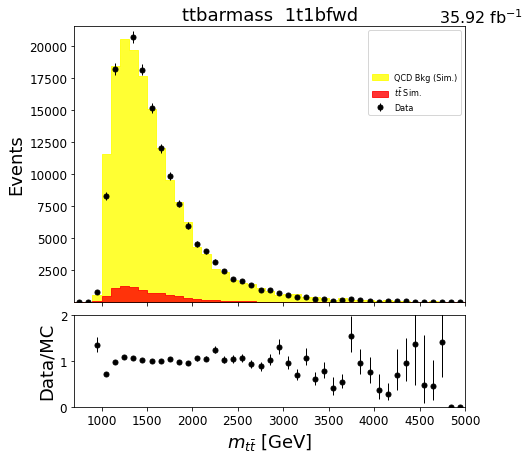 ttbarmass  1t1bfwd
35.92 fb⁻¹
20000
17500
15000
12500
10000
7500
5000
2500
Events
QCD Bkg (Sim.)
tt̄ Sim.
Data
2
1
0
Data/MC
1000 1500 2000 2500 3000 3500 4000 4500 5000
m_{tt̄} [GeV]